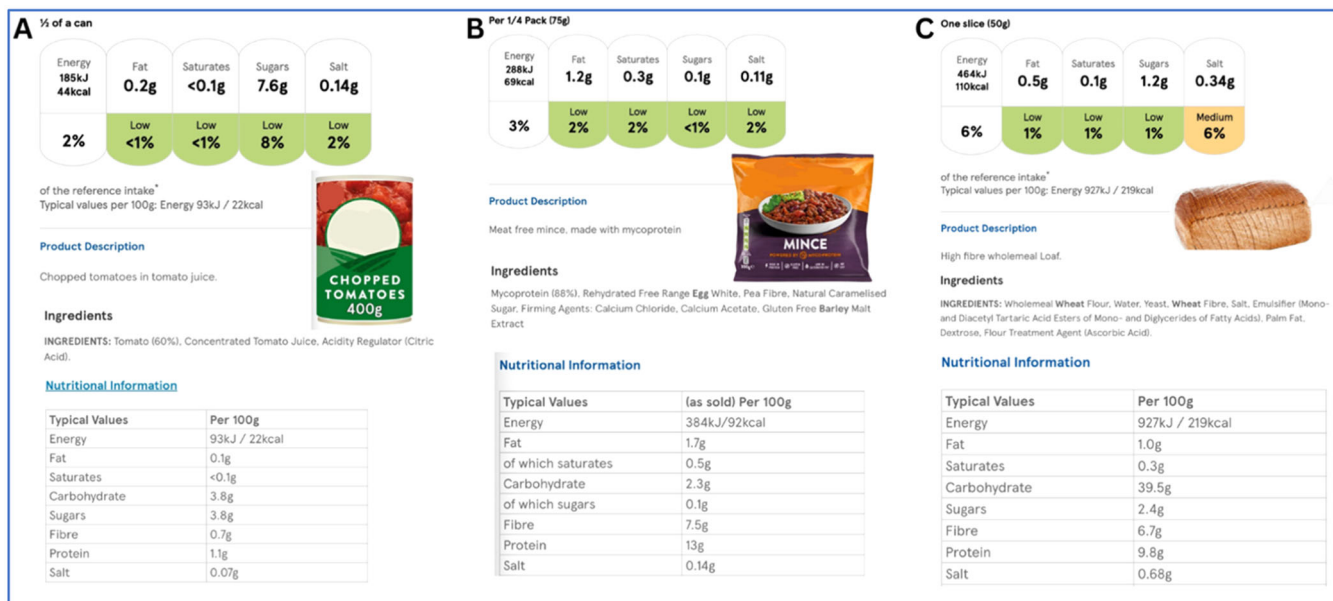 A ⅓ of a can
Energy 185kJ 44kcal 2%
Fat 0.2g Low <1%
Saturates <0.1g Low <1%
Sugars 7.6g Low 8%
Salt 0.14g Low 2%
of the reference intake*
Typical values per 100g: Energy 93kJ / 22kcal
Product Description
Chopped tomatoes in tomato juice.
CHOPPED
TOMATOES
400g
Ingredients
INGREDIENTS: Tomato (60%), Concentrated Tomato Juice, Acidity Regulator (Citric
Acid).
Nutritional Information
Typical Values Per 100g
Energy 93kJ / 22kcal
Fat 0.1g
Saturates <0.1g
Carbohydrate 3.8g
Sugars 3.8g
Fibre 0.7g
Protein 1.1g
Salt 0.07g
B Per 1/4 Pack (75g)
Energy 288kJ 69kcal 3%
Fat 1.2g Low 2%
Saturates 0.3g Low 2%
Sugars 0.1g Low <1%
Salt 0.11g Low 2%
Product Description
Meat free mince, made with mycoprotein
MINCE
Ingredients
Mycoprotein (88%), Rehydrated Free Range Egg White, Pea Fibre, Natural Caramelised
Sugar, Firming Agents: Calcium Chloride, Calcium Acetate, Gluten Free Barley Malt
Extract
Nutritional Information
Typical Values (as sold) Per 100g
Energy 384kJ/92kcal
Fat 1.7g
of which saturates 0.5g
Carbohydrate 2.3g
of which sugars 0.1g
Fibre 7.5g
Protein 13g
Salt 0.14g
C One slice (50g)
Energy 464kJ 110kcal 6%
Fat 0.5g Low 1%
Saturates 0.1g Low 1%
Sugars 1.2g Low 1%
Salt 0.34g Medium 6%
of the reference intake*
Typical values per 100g: Energy 927kJ / 219kcal
Product Description
High fibre wholemeal Loaf.
Ingredients
INGREDIENTS: Wholemeal Wheat Flour, Water, Yeast, Wheat Fibre, Salt, Emulsifier (Mono-
and Diacetyl Tartaric Acid Esters of Mono- and Diglycerides of Fatty Acids), Palm Fat,
Dextrose, Flour Treatment Agent (Ascorbic Acid).
Nutritional Information
Typical Values Per 100g
Energy 927kJ / 219kcal
Fat 1.0g
Saturates 0.3g
Carbohydrate 39.5g
Sugars 2.4g
Fibre 6.7g
Protein 9.8g
Salt 0.68g